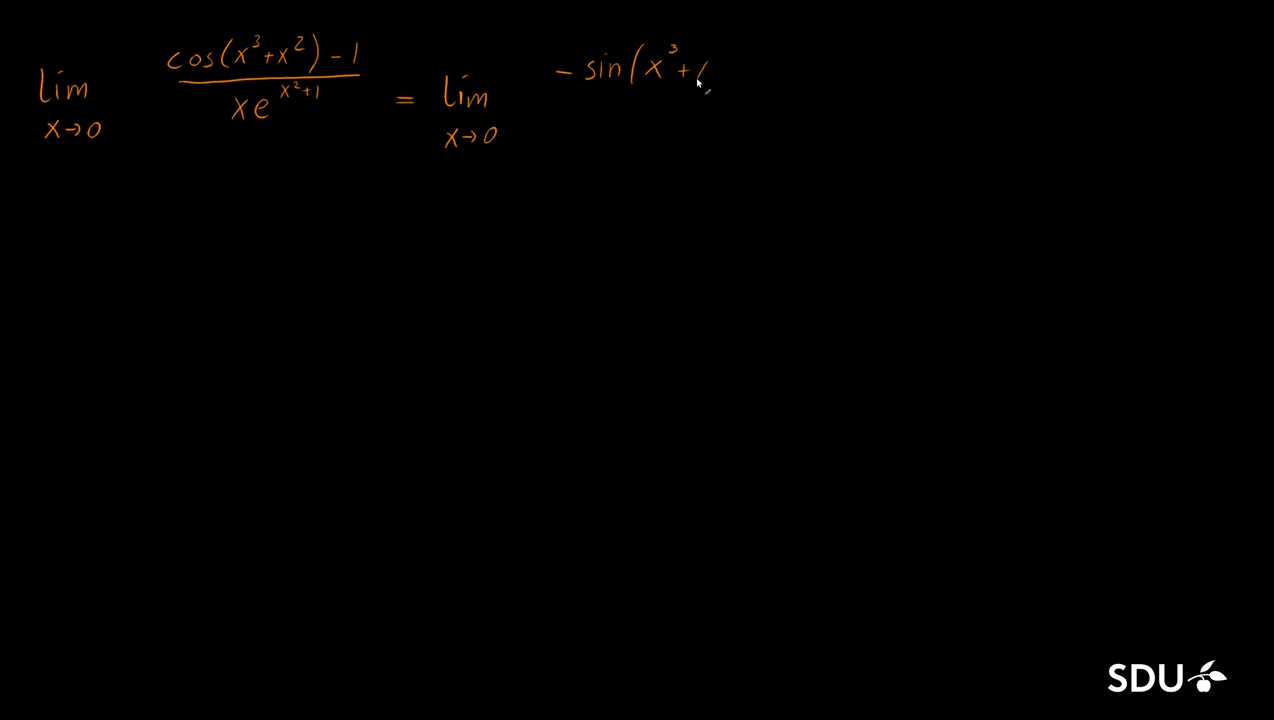 lim x→0 cos(x³+x²)-1 / xe^(x²+1) = lim x→0 -sin(x³+
SDU